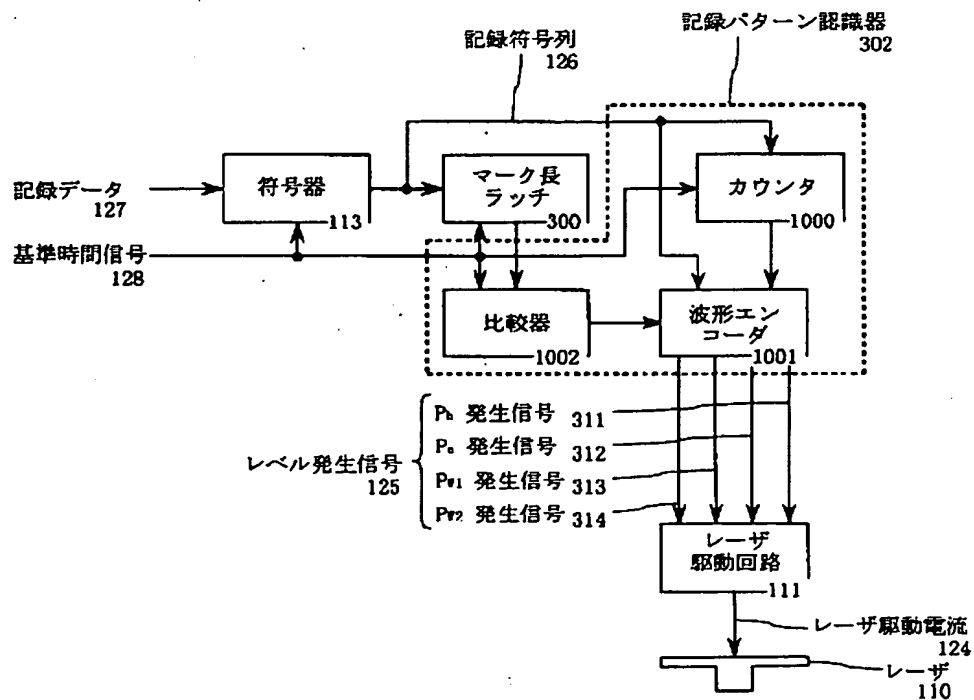 記録符号列
126
記録パターン認識器
302
記録データ
127
符号器
113
マーク長
ラッチ
300
カウンタ
1000
基準時間信号
128
比較器
1002
波形エン
コーダ
1001
レベル発生信号
125
Pb 発生信号 311
Pa 発生信号 312
Pw1 発生信号 313
Pw2 発生信号 314
レーザ
駆動回路
111
レーザ駆動電流
124
レーザ
110